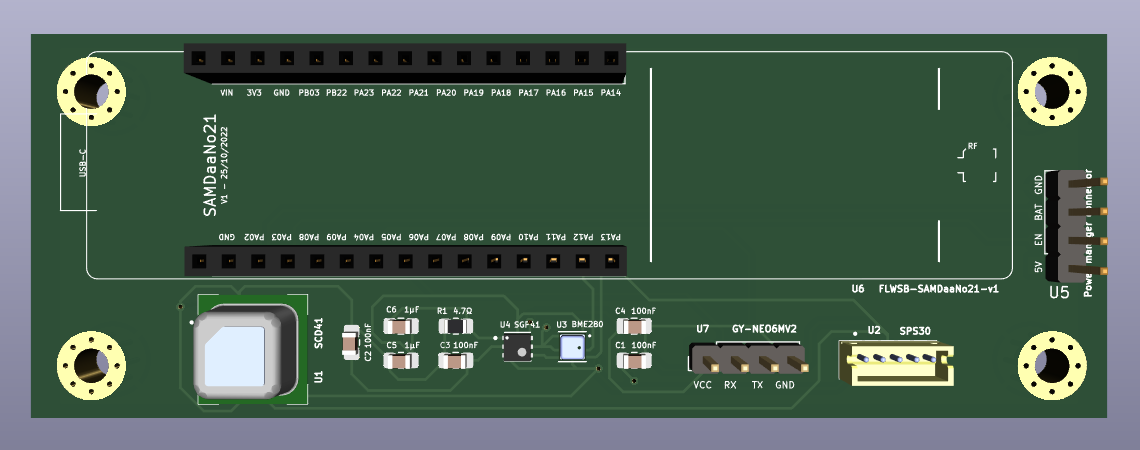 VIN 3V3 GND PB03 PB22 PA23 PA22 PA21 PA20 PA19 PA18 PA17 PA16 PA15 PA14
USB-C
SAMDaaNo21
V1 - 25/10/2022
RF
GND PA02 PA03 PA08 PA09 PA04 PA05 PA06 PA07 PA08 PA09 PA10 PA11 PA12 PA13
GND
BAT
EN
5V
U5
Power manager connector
U6 FLWSB-SAMDaaNo21-v1
SCD41
U1
C2 100nF
C6 1µF
C5 1µF
R1 4.7Ω
C3 100nF
U4 SGP41
U3 BME280
C4 100nF
C1 100nF
U7 GY-NEO6MV2
VCC RX TX GND
U2 SPS30